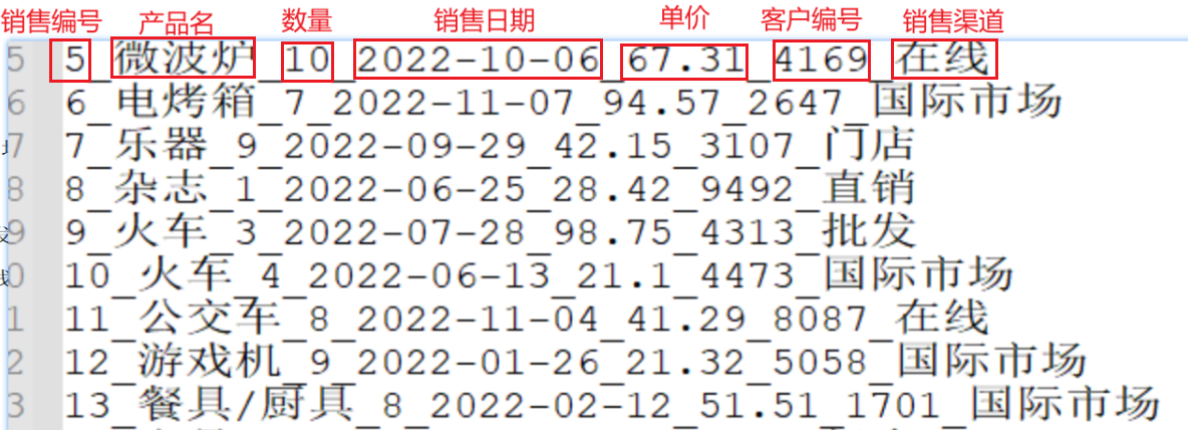 销售编号 产品名 数量 销售日期 单价 客户编号 销售渠道
5 5_微波炉_10_2022-10-06_67.31_4169_在线
6 6_电烤箱_7_2022-11-07_94.57_2647_国际市场
7 7_乐器_9_2022-09-29_42.15_3107_门店
8 8_杂志_1_2022-06-25_28.42_9492_直销
9 9_火车_3_2022-07-28_98.75_4313_批发
0 10_火车_4_2022-06-13_21.1_4473_国际市场
1 11_公交车_8_2022-11-04_41.29_8087_在线
2 12_游戏机_9_2022-01-26_21.32_5058_国际市场
3 13_餐具/厨具_8_2022-02-12_51.51_1701_国际市场